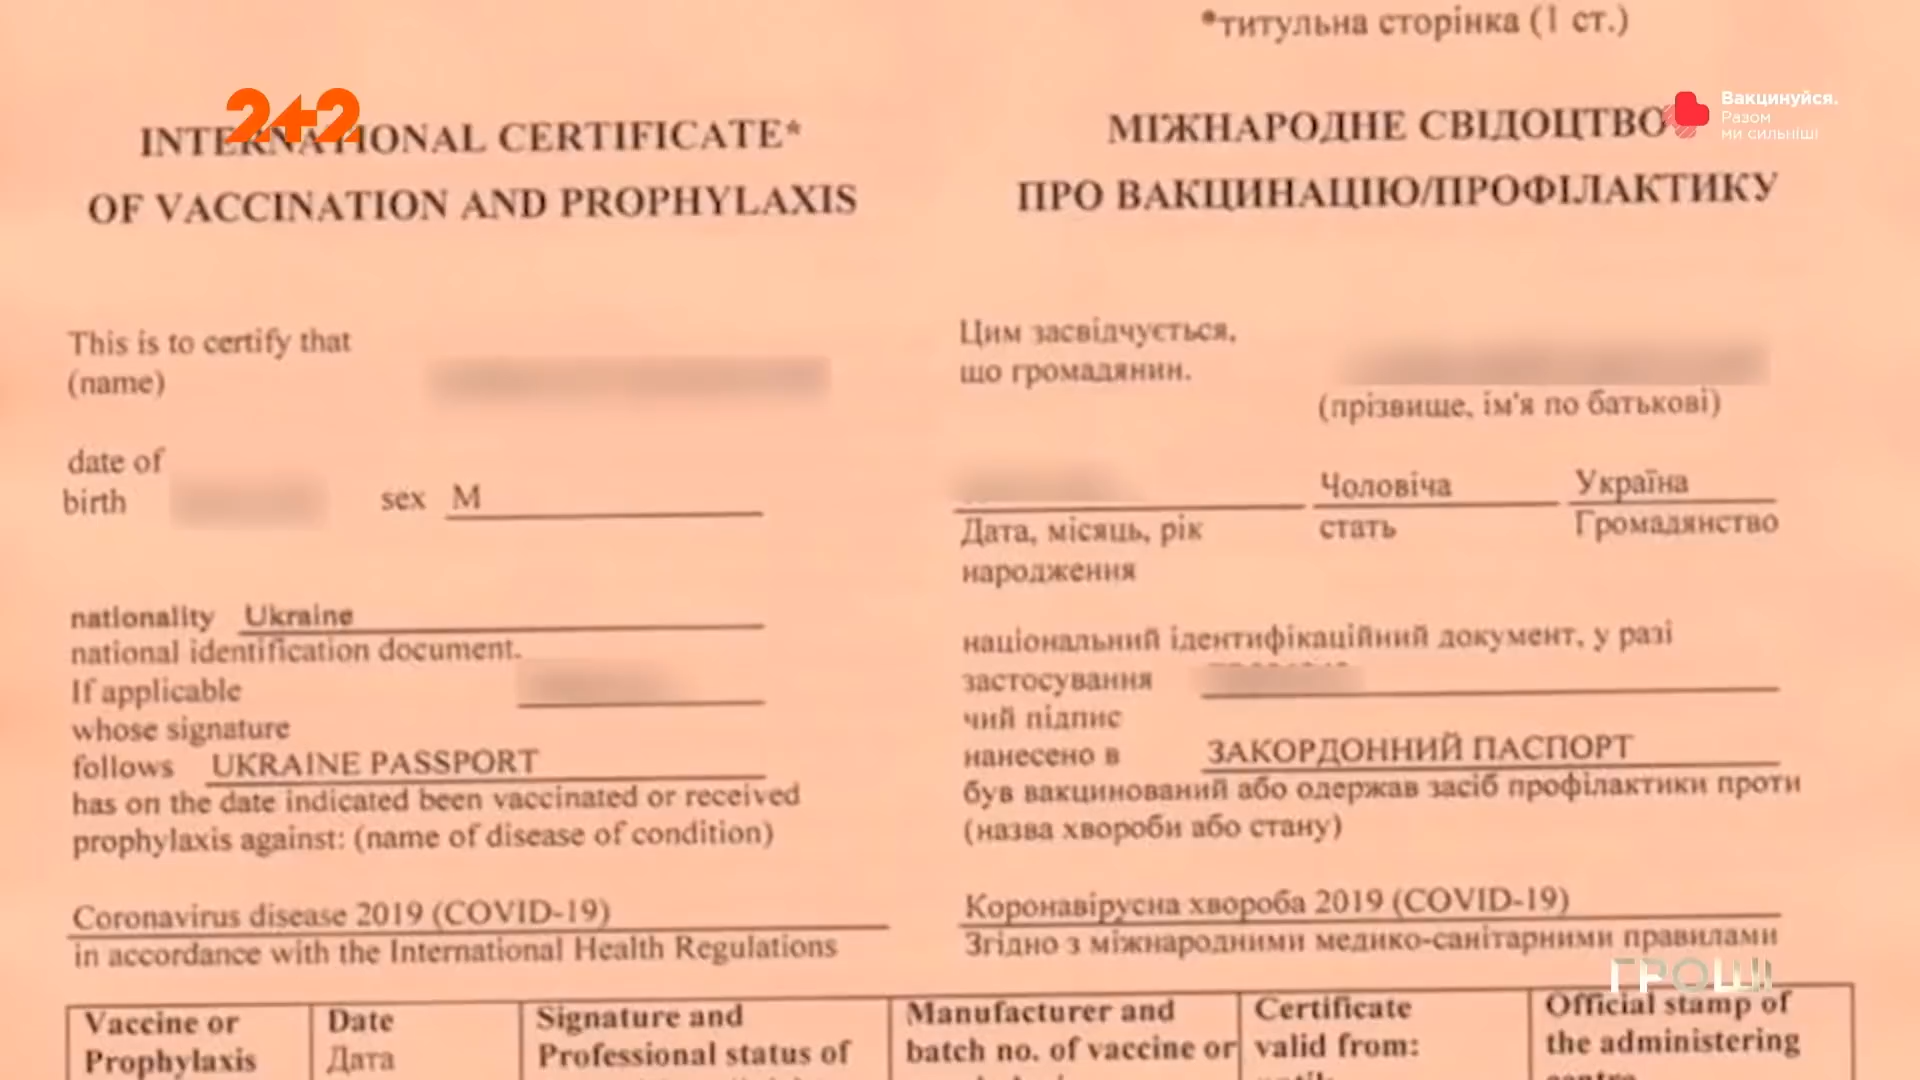 *титульна сторінка (1 ст.)
2+2
Вакцинуйся.
Разом
ми сильніші
INTERNATIONAL CERTIFICATE*
OF VACCINATION AND PROPHYLAXIS
МІЖНАРОДНЕ СВІДОЦТВО
ПРО ВАКЦИНАЦІЮ/ПРОФІЛАКТИКУ
This is to certify that
(name)
date of
birth
sex M
nationality Ukraine
national identification document.
If applicable
whose signature
follows UKRAINE PASSPORT
has on the date indicated been vaccinated or received
prophylaxis against: (name of disease of condition)
Coronavirus disease 2019 (COVID-19)
in accordance with the International Health Regulations
Цим засвідчується,
що громадянин.
(прізвище, ім'я по батькові)
Чоловіча Україна
Дата, місяць, рік стать Громадянство
народження
національний ідентифікаційний документ, у разі
застосування
чий підпис
нанесено в ЗАКОРДОННИЙ ПАСПОРТ
був вакцинований або одержав засіб профілактики проти
(назва хвороби або стану)
Коронавірусна хвороба 2019 (COVID-19)
Згідно з міжнародними медико-санітарними правилами
ГРОШІ
Vaccine or
Prophylaxis
Date
Дата
Signature and
Professional status of
Manufacturer and
batch no. of vaccine or
Certificate
valid from:
Official stamp of
the administering